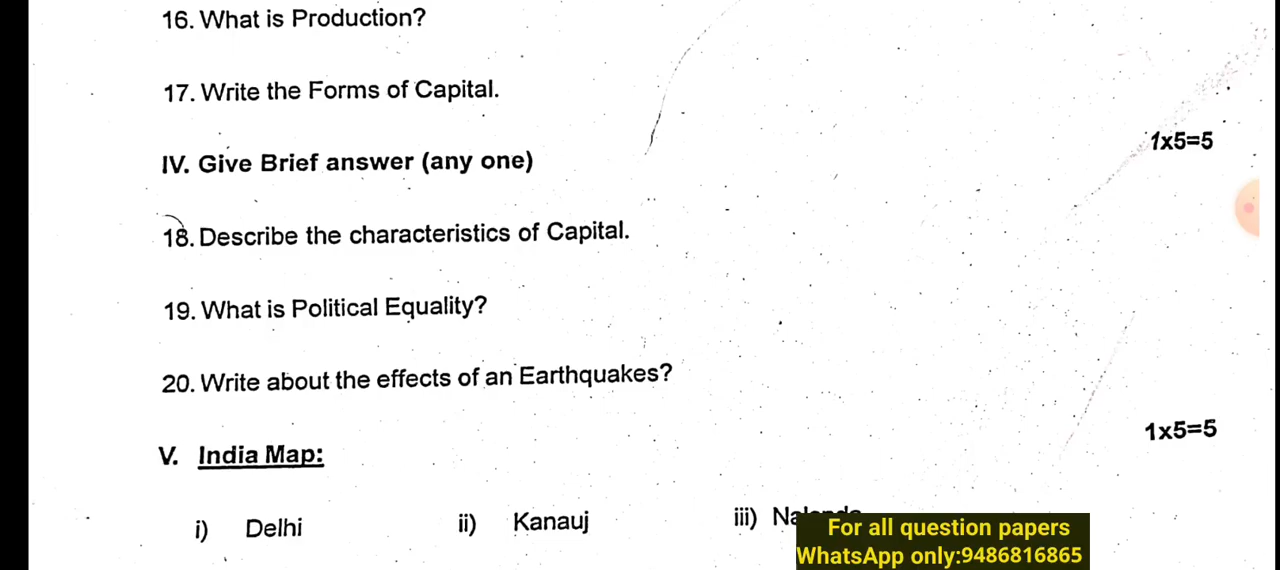 16. What is Production?
17. Write the Forms of Capital.
IV. Give Brief answer (any one) 1x5=5
18. Describe the characteristics of Capital.
19. What is Political Equality?
20. Write about the effects of an Earthquakes?
V. India Map: 1x5=5
i) Delhi ii) Kanauj iii)
For all question papers
WhatsApp only:9486816865